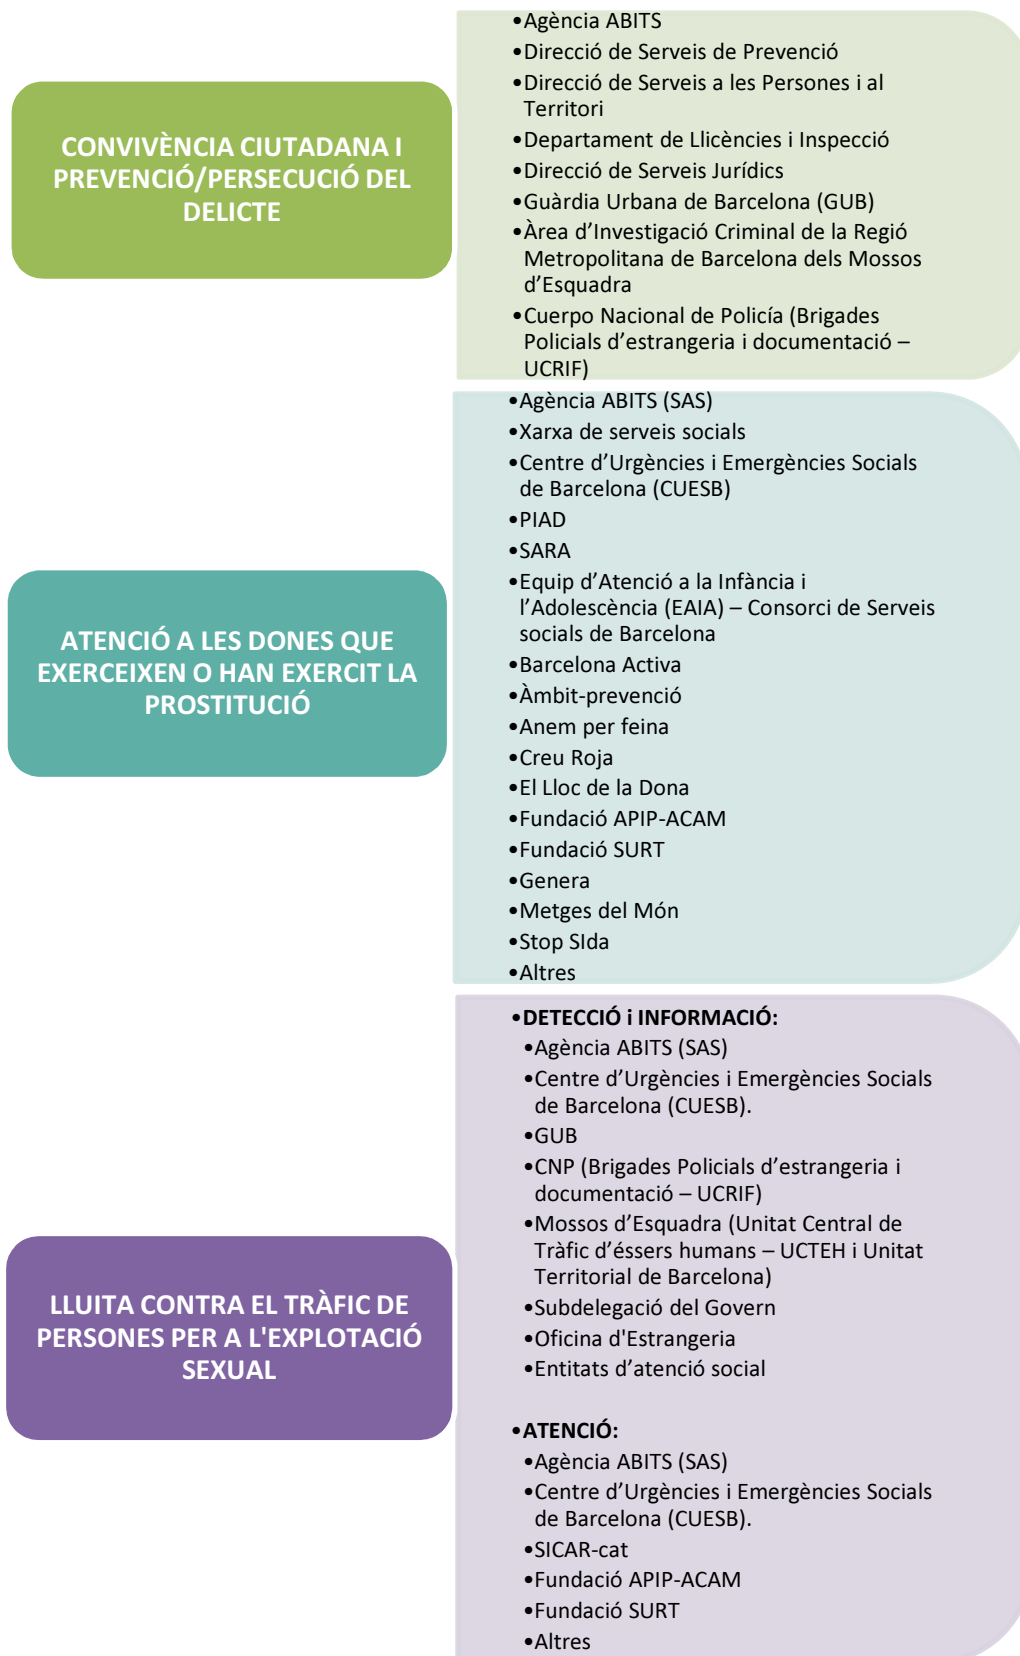 CONVIVÈNCIA CIUTADANA I
PREVENCIÓ/PERSECUCIÓ DEL
DELICTE
•Agència ABITS
•Direcció de Serveis de Prevenció
•Direcció de Serveis a les Persones i al
Territori
•Departament de Llicències i Inspecció
•Direcció de Serveis Jurídics
•Guàrdia Urbana de Barcelona (GUB)
•Àrea d’Investigació Criminal de la Regió
Metropolitana de Barcelona dels Mossos
d’Esquadra
•Cuerpo Nacional de Policía (Brigades
Policials d’estrangeria i documentació –
UCRIF)
ATENCIÓ A LES DONES QUE
EXERCEIXEN O HAN EXERCIT LA
PROSTITUCIÓ
•Agència ABITS (SAS)
•Xarxa de serveis socials
•Centre d’Urgències i Emergències Socials
de Barcelona (CUESB)
•PIAD
•SARA
•Equip d’Atenció a la Infància i
l’Adolescència (EAIA) – Consorci de Serveis
socials de Barcelona
•Barcelona Activa
•Àmbit-prevenció
•Anem per feina
•Creu Roja
•El Lloc de la Dona
•Fundació APIP-ACAM
•Fundació SURT
•Genera
•Metges del Món
•Stop SIda
•Altres
LLUITA CONTRA EL TRÀFIC DE
PERSONES PER A L'EXPLOTACIÓ
SEXUAL
•DETECCIÓ i INFORMACIÓ:
•Agència ABITS (SAS)
•Centre d’Urgències i Emergències Socials
de Barcelona (CUESB).
•GUB
•CNP (Brigades Policials d’estrangeria i
documentació – UCRIF)
•Mossos d’Esquadra (Unitat Central de
Tràfic d’éssers humans – UCTEH i Unitat
Territorial de Barcelona)
•Subdelegació del Govern
•Oficina d'Estrangeria
•Entitats d’atenció social
•ATENCIÓ:
•Agència ABITS (SAS)
•Centre d’Urgències i Emergències Socials
de Barcelona (CUESB).
•SICAR-cat
•Fundació APIP-ACAM
•Fundació SURT
•Altres